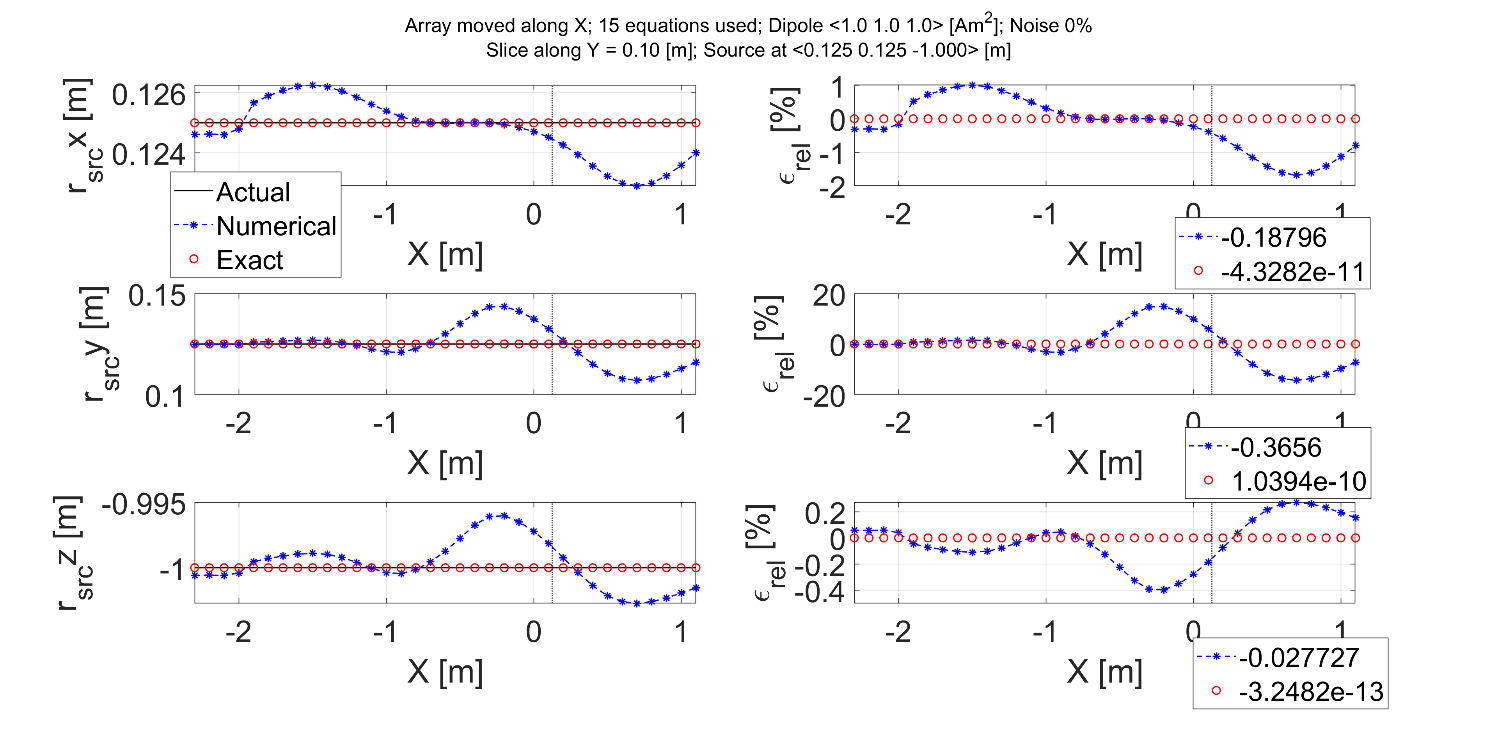 Array moved along X; 15 equations used; Dipole <1.0 1.0 1.0> [Am²]; Noise 0%
Slice along Y = 0.10 [m]; Source at <0.125 0.125 -1.000> [m]
r_src x [m]
0.126
0.124
-1
0
1
X [m]
Actual
Numerical
Exact
ϵ_rel [%]
1
0
-1
-2
-2
-1
0
1
X [m]
-0.18796
-4.3282e-11
r_src y [m]
0.15
0.1
-2
-1
0
1
X [m]
ϵ_rel [%]
20
0
-20
-2
-1
0
1
X [m]
-0.3656
1.0394e-10
r_src z [m]
-0.995
-1
-2
-1
0
1
X [m]
ϵ_rel [%]
0.2
0
-0.2
-0.4
-2
-1
0
1
X [m]
-0.027727
-3.2482e-13